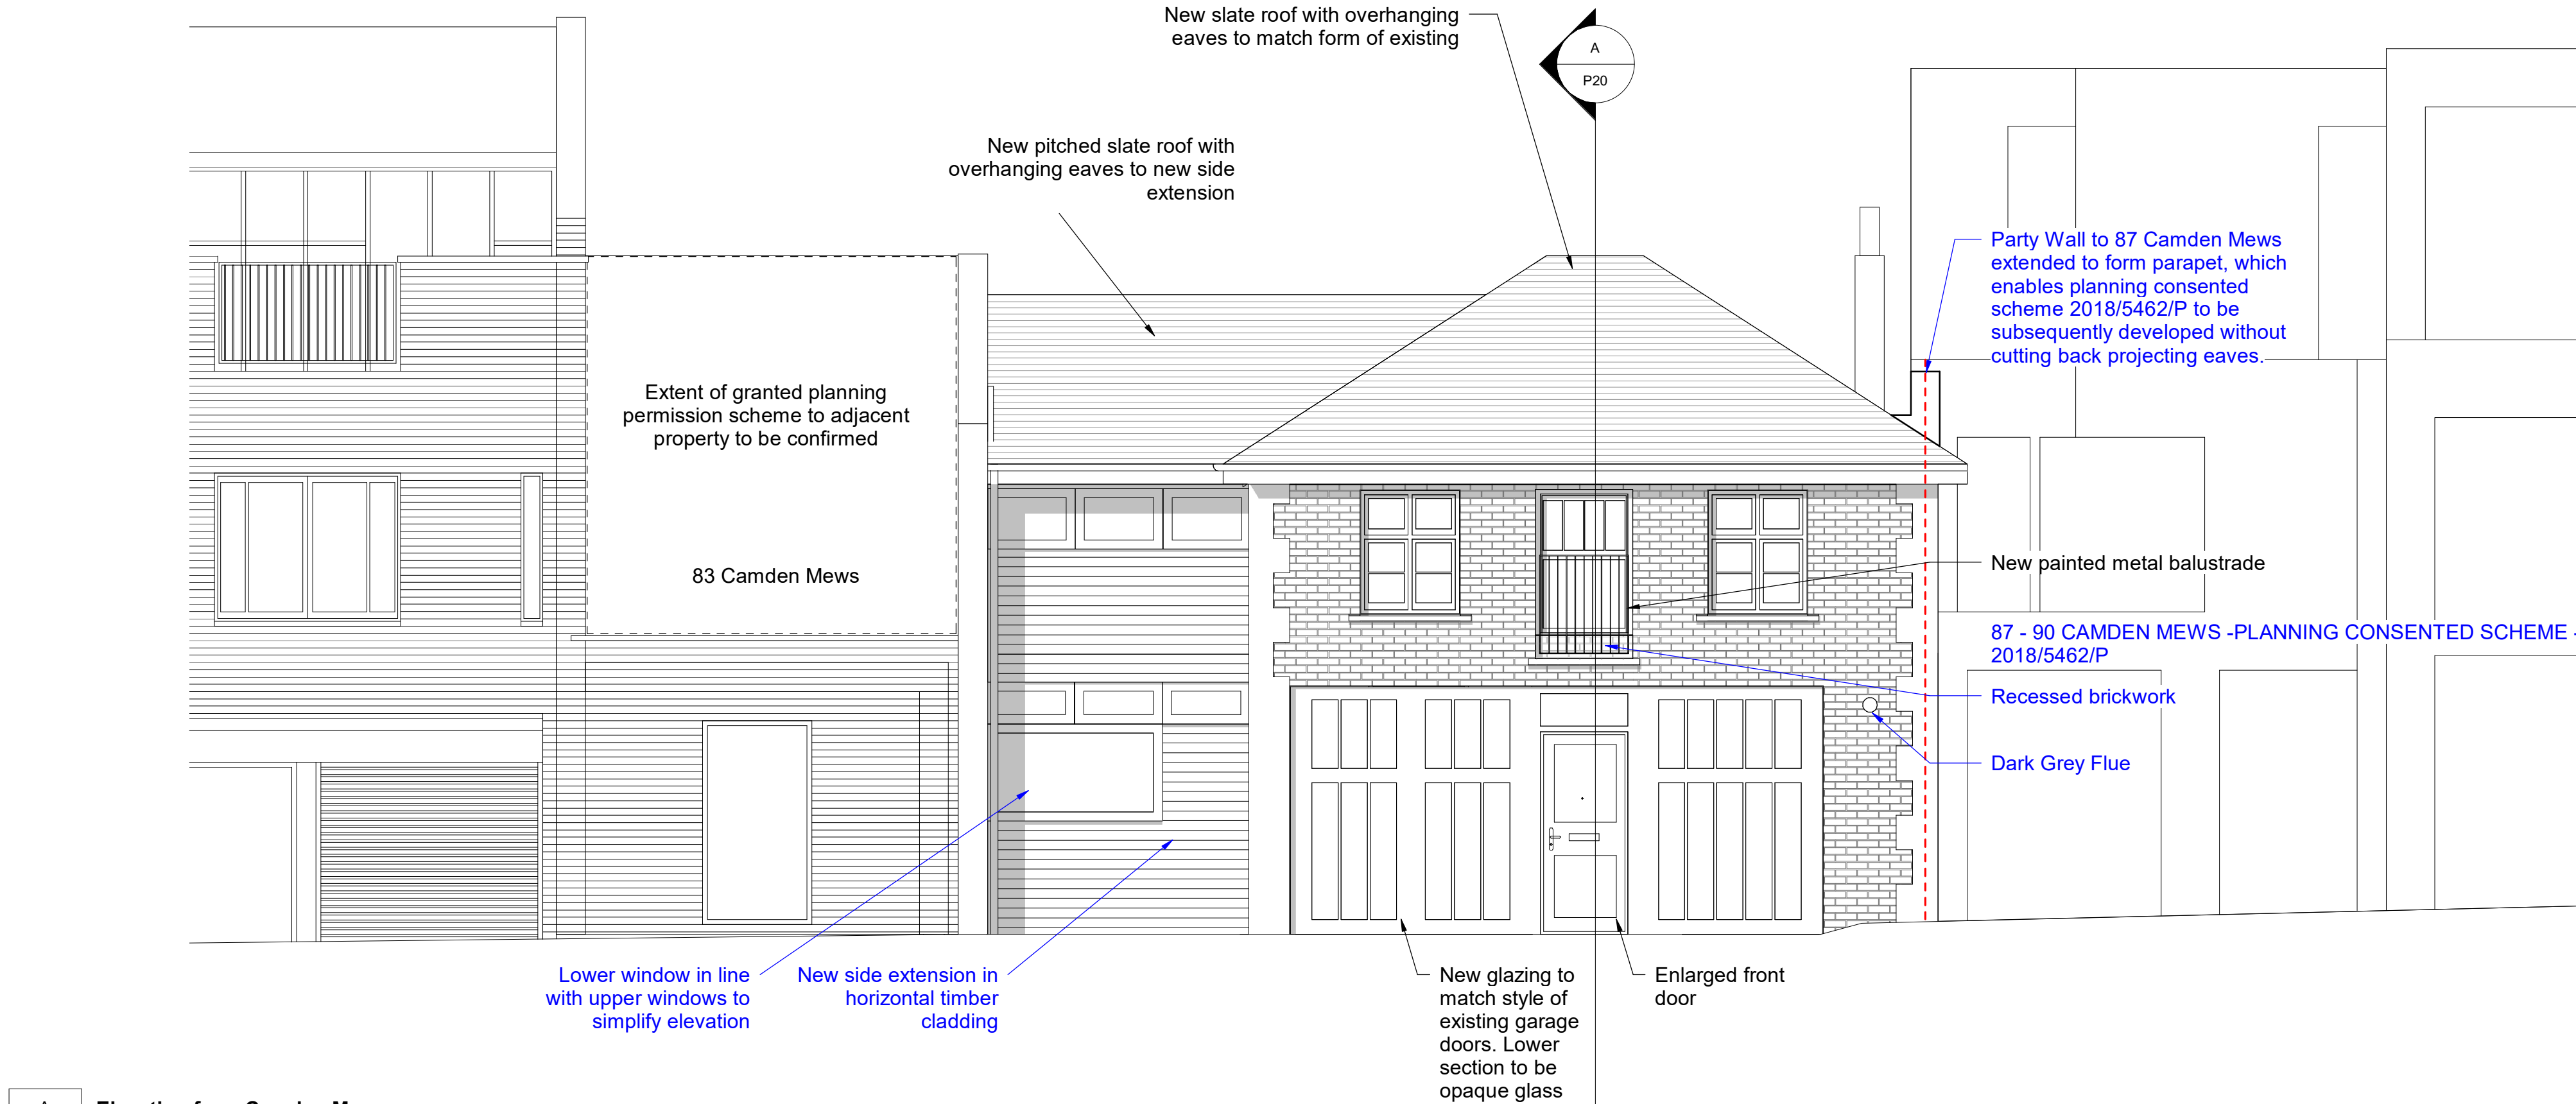 New slate roof with overhanging
eaves to match form of existing
A
P20
New pitched slate roof with
overhanging eaves to new side
extension
Party Wall to 87 Camden Mews
extended to form parapet, which
enables planning consented
scheme 2018/5462/P to be
subsequently developed without
cutting back projecting eaves.
Extent of granted planning
permission scheme to adjacent
property to be confirmed
83 Camden Mews
New painted metal balustrade
87 - 90 CAMDEN MEWS -PLANNING CONSENTED SCHEME -
2018/5462/P
Recessed brickwork
Dark Grey Flue
Lower window in line
with upper windows to
simplify elevation
New side extension in
horizontal timber
cladding
New glazing to
match style of
existing garage
doors. Lower
section to be
opaque glass
Enlarged front
door